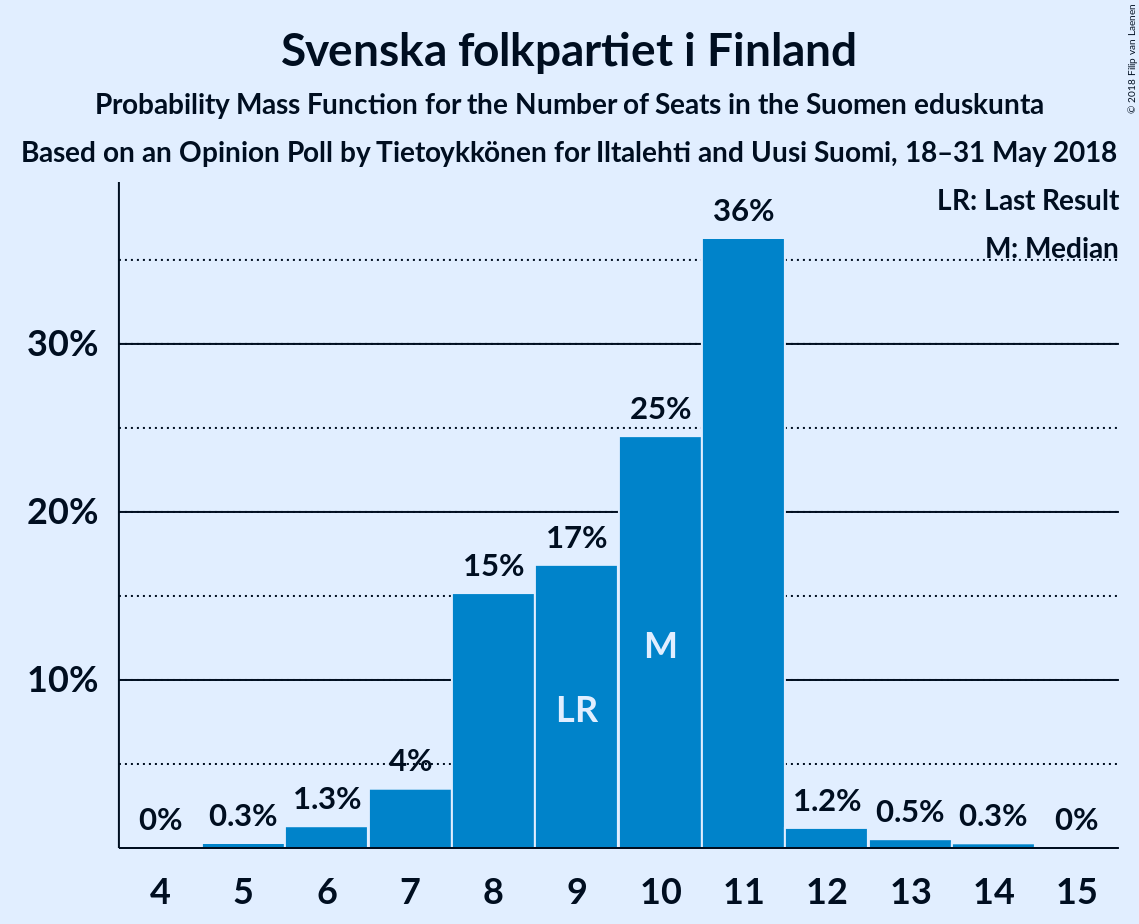 Svenska folkpartiet i Finland
Probability Mass Function for the Number of Seats in the Suomen eduskunta
Based on an Opinion Poll by Tietoykkönen for Iltalehti and Uusi Suomi, 18–31 May 2018
© 2018 Filip van Laenen
LR: Last Result
M: Median
36%
30%
25%
20%
17%
15%
M
10%
LR
4%
0% 0.3% 1.3% 1.2% 0.5% 0.3% 0%
4 5 6 7 8 9 10 11 12 13 14 15